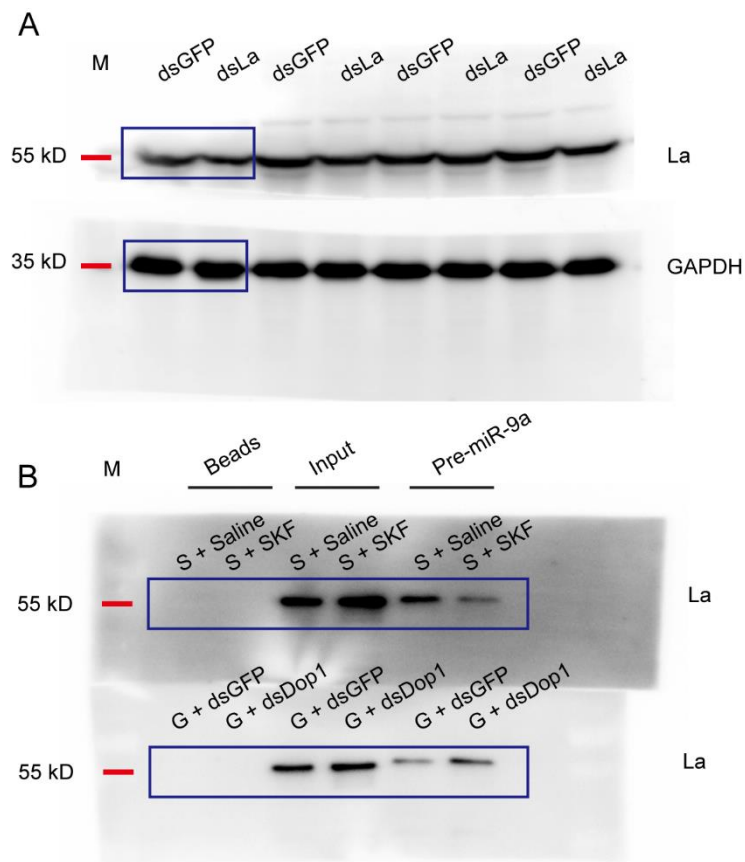 A
M dsGFP dsLa dsGFP dsLa dsGFP dsLa dsGFP dsLa
55 kD La
35 kD GAPDH
B
M Beads Input Pre-miR-9a
S + Saline S + SKF S + Saline S + SKF S + Saline S + SKF
55 kD La
G + dsGFP G + dsDop1 G + dsGFP G + dsDop1 G + dsGFP G + dsDop1
55 kD La